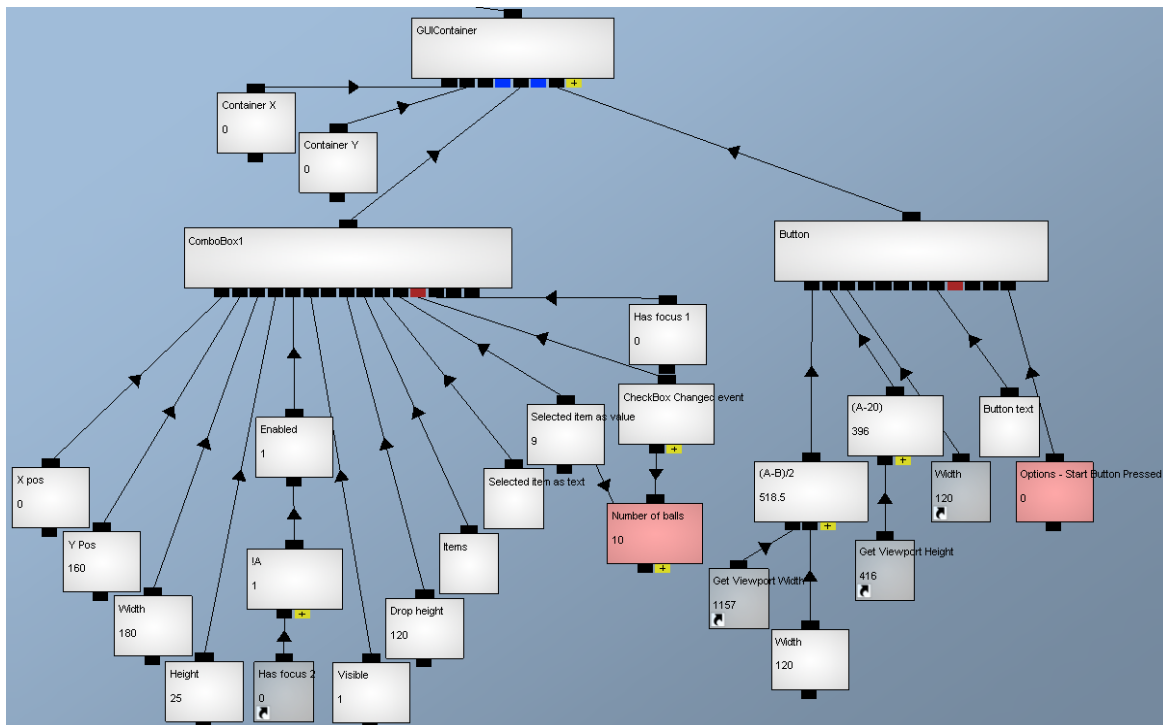 GUIContainer
+
Container X
0
Container Y
0
ComboBox1
Button
Has focus 1
0
CheckBox Changed event
+
Selected item as value
9
Enabled
1
(A-20)
396
+
Button text
X pos
0
Selected item as text
(A-B)/2
518.5
+
Width
120
Options - Start Button Pressed
0
Number of balls
10
+
Y Pos
160
!A
1
+
Items
Get Viewport Height
416
Get Viewport Width
1157
Width
180
Drop height
120
Width
120
Height
25
Has focus 2
0
Visible
1